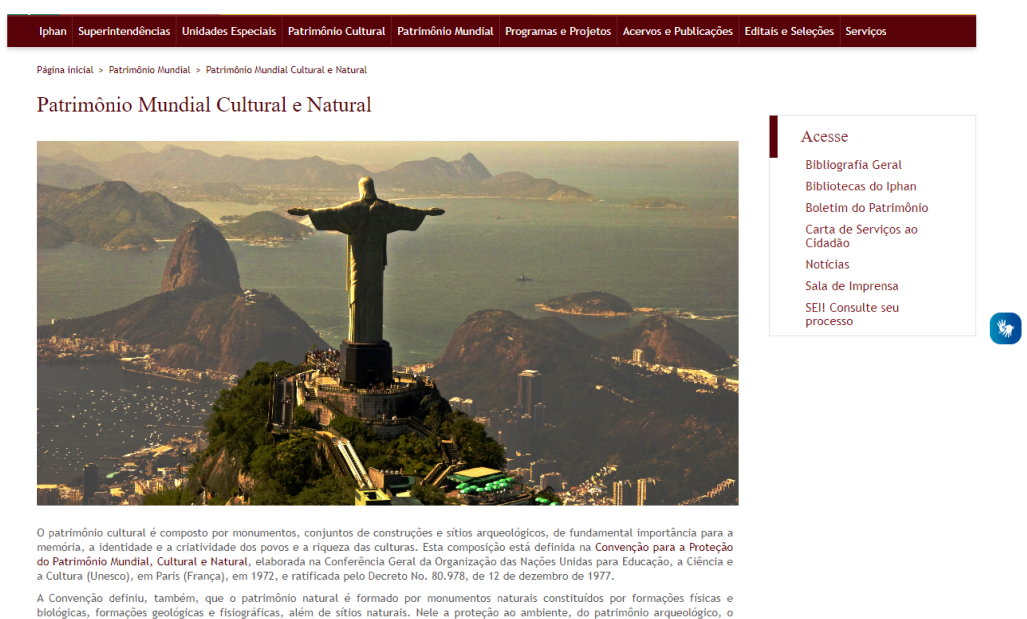 Iphan Superintendências Unidades Especiais Patrimônio Cultural Patrimônio Mundial Programas e Projetos Acervos e Publicações Editais e Seleções Serviços
Página inicial > Patrimônio Mundial > Patrimônio Mundial Cultural e Natural
Patrimônio Mundial Cultural e Natural
Acesse
Bibliografia Geral
Bibliotecas do Iphan
Boletim do Patrimônio
Carta de Serviços ao
Cidadão
Notícias
Sala de Imprensa
SEI! Consulte seu
processo
O patrimônio cultural é composto por monumentos, conjuntos de construções e sítios arqueológicos, de fundamental importância para a
memória, a identidade e a criatividade dos povos e a riqueza das culturas. Esta composição está definida na Convenção para a Proteção
do Patrimônio Mundial, Cultural e Natural, elaborada na Conferência Geral da Organização das Nações Unidas para Educação, a Ciência e
a Cultura (Unesco), em Paris (França), em 1972, e ratificada pelo Decreto No. 80.978, de 12 de dezembro de 1977.
A Convenção definiu, também, que o patrimônio natural é formado por monumentos naturais constituídos por formações físicas e
biológicas, formações geológicas e fisiográficas, além de sítios naturais. Nele a proteção ao ambiente, do patrimônio arqueológico, o